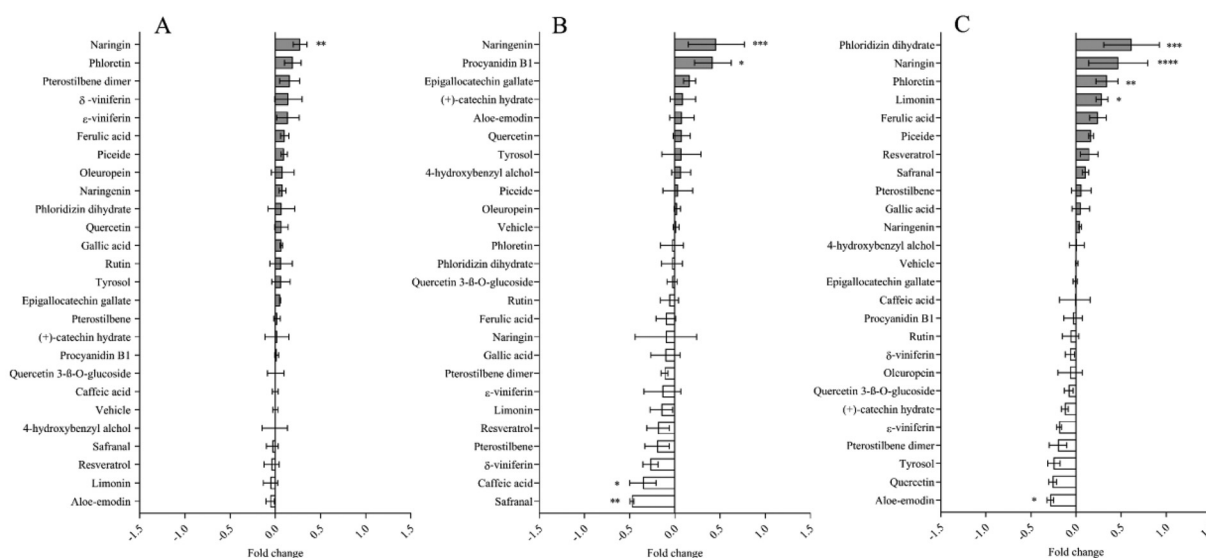 A
Naringin
**
Phloretin
Pterostilbene dimer
δ -viniferin
ε-viniferin
Ferulic acid
Piceide
Oleuropein
Naringenin
Phloridizin dihydrate
Quercetin
Gallic acid
Rutin
Tyrosol
Epigallocatechin gallate
Pterostilbene
(+)-catechin hydrate
Procyanidin B1
Quercetin 3-ß-O-glucoside
Caffeic acid
Vehicle
4-hydroxybenzyl alchol
Safranal
Resveratrol
Limonin
Aloe-emodin
-1.5 -1.0 -0.5 0.0 0.5 1.0 1.5
Fold change
B
Naringenin
***
Procyanidin B1
*
Epigallocatechin gallate
(+)-catechin hydrate
Aloe-emodin
Quercetin
Tyrosol
4-hydroxybenzyl alchol
Piceide
Oleuropein
Vehicle
Phloretin
Phloridizin dihydrate
Quercetin 3-ß-O-glucoside
Rutin
Ferulic acid
Naringin
Gallic acid
Pterostilbene dimer
ε-viniferin
Limonin
Resveratrol
Pterostilbene
δ-viniferin
Caffeic acid
*
Safranal
**
-1.5 -1.0 -0.5 0.0 0.5 1.0 1.5
Fold change
C
Phloridizin dihydrate
***
Naringin
****
Phloretin
**
Limonin
*
Ferulic acid
Piceide
Resveratrol
Safranal
Pterostilbene
Gallic acid
Naringenin
4-hydroxybenzyl alchol
Vehicle
Epigallocatechin gallate
Caffeic acid
Procyanidin B1
Rutin
δ-viniferin
Oleuropein
Quercetin 3-ß-O-glucoside
(+)-catechin hydrate
ε-viniferin
Pterostilbene dimer
Tyrosol
Quercetin
Aloe-emodin
*
-1.5 -1.0 -0.5 0.0 0.5 1.0
Fold change